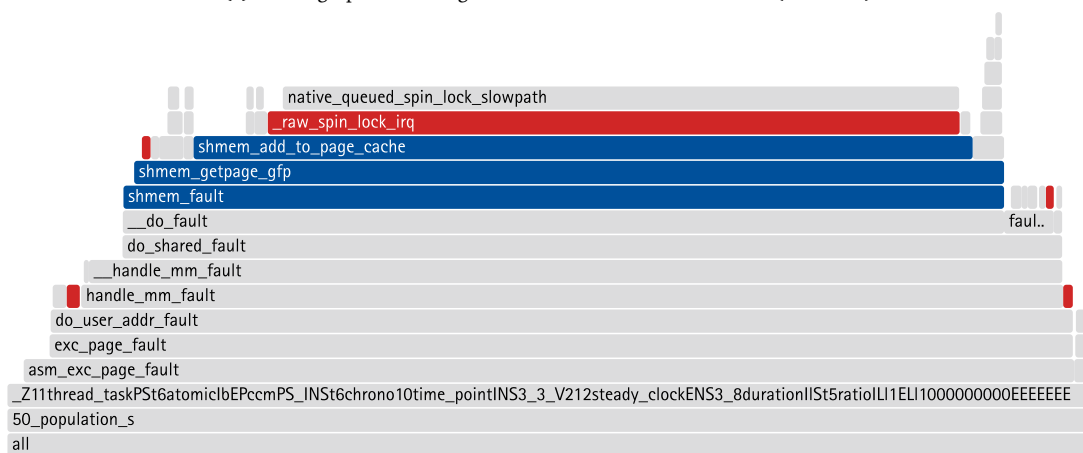 native_queued_spin_lock_slowpath
_raw_spin_lock_irq
shmem_add_to_page_cache
shmem_getpage_gfp
shmem_fault
__do_fault faul..
do_shared_fault
__handle_mm_fault
handle_mm_fault
do_user_addr_fault
exc_page_fault
asm_exc_page_fault
_Z11thread_taskPSt6atomicIbEPccmPS_INSt6chrono10time_pointINS3_3_V212steady_clockENS3_8durationIlSt5ratioILl1ELl1000000000EEEEEEE
50_population_s
all